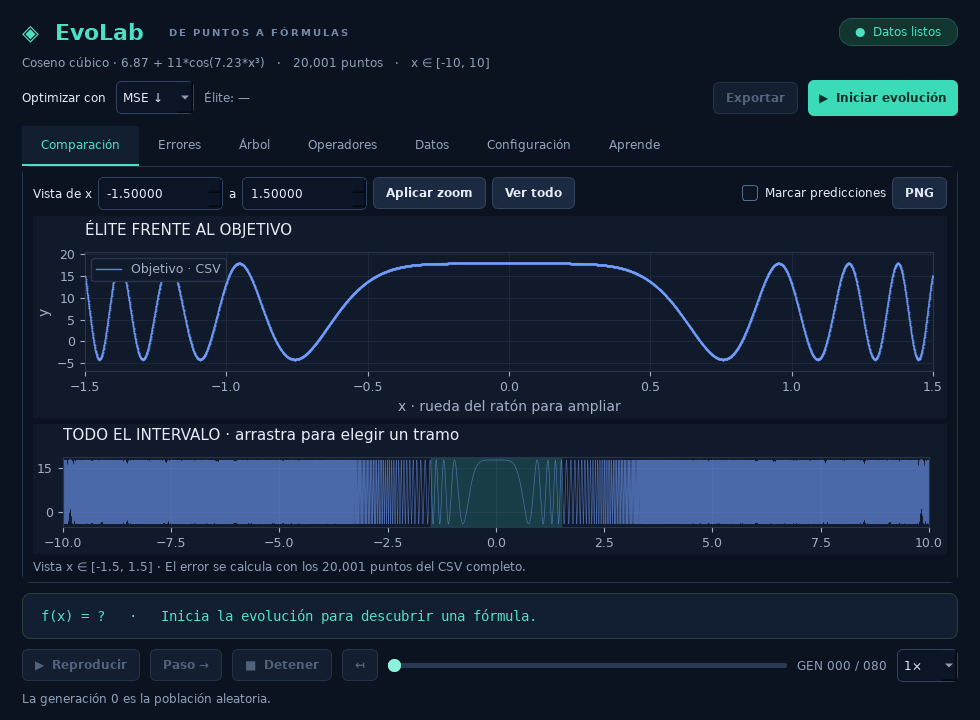 ◈ EvoLab DE PUNTOS A FÓRMULAS ● Datos listos
Coseno cúbico · 6.87 + 11*cos(7.23*x³) · 20,001 puntos · x ∈ [-10, 10]
Optimizar con MSE ↓ Élite: — Exportar ▶ Iniciar evolución
Comparación Errores Árbol Operadores Datos Configuración Aprende
Vista de x -1.50000 a 1.50000 Aplicar zoom Ver todo Marcar predicciones PNG
ÉLITE FRENTE AL OBJETIVO
Objetivo · CSV
20
15
10
5
0
−5
y
−1.5 −1.0 −0.5 0.0 0.5 1.0 1.5
x · rueda del ratón para ampliar
TODO EL INTERVALO · arrastra para elegir un tramo
15
0
−10.0 −7.5 −5.0 −2.5 0.0 2.5 5.0 7.5 10.0
Vista x ∈ [-1.5, 1.5] · El error se calcula con los 20,001 puntos del CSV completo.
f(x) = ? · Inicia la evolución para descubrir una fórmula.
▶ Reproducir Paso → ■ Detener ↤ GEN 000 / 080 1×
La generación 0 es la población aleatoria.